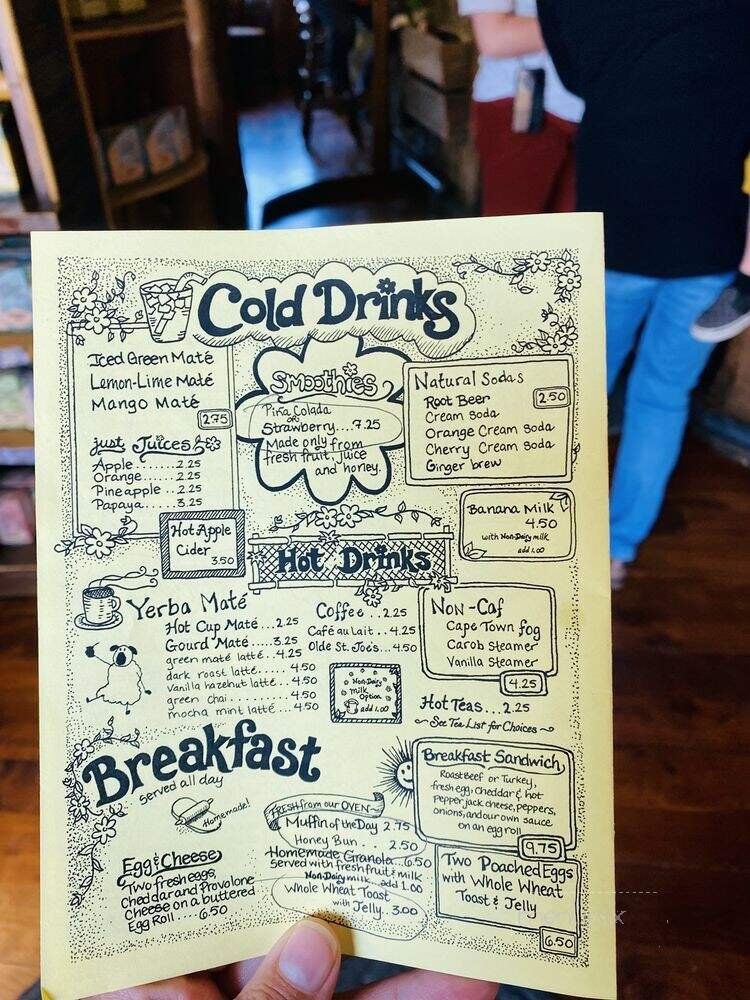 Cold Drinks
Iced Green Maté
Lemon-Lime Maté
Mango Maté
2.75
just Juices
Apple ..... 2.25
Orange ..... 2.25
Pineapple .... 2.25
Papaya .... 3.25
Smoothies
Piña Colada
or
Strawberry....7.25
Made only from
fresh fruit, juice
and honey.
Natural Sodas
2.50
Root Beer
Cream soda
Orange Cream Soda
Cherry Cream Soda
Ginger brew
Banana Milk
4.50
with Non-Dairy milk
add 1.00
Hot Apple
Cider
3.50
Hot Drinks
Yerba Maté
Hot Cup Maté ...2.25
Gourd Maté .....3.25
green maté latté..4.25
dark roast latté.....4.50
vanilla hazelnut latté...4.50
green chai .......4.50
mocha mint latté...4.50
Coffee ..2.25
Café au Lait ..4.25
Olde St. Joe's....4.50
Non-Dairy
Milk
Option
add 1.00
Non-Caf
Cape Town fog
Carob Steamer
Vanilla Steamer
4.25
Hot Teas...2.25
See Tea List for Choices
Breakfast
served all day
Homemade!
Egg & Cheese
Two fresh eggs,
Cheddar and Provolone
Cheese on a buttered
Egg Roll .... 6.50
FRESH from our OVEN
Muffin of the Day 2.75
Honey Bun ... 2.50
Homemade Granola...6.50
served with fresh fruit & milk
Non-Dairy milk...add 1.00
Whole Wheat Toast
with Jelly..3.00
Breakfast Sandwich
Roast Beef or Turkey,
fresh egg, cheddar & hot
pepper jack cheese, peppers,
onions, and our own sauce
on an egg roll
9.75
Two Poached Eggs
with Whole Wheat
Toast & Jelly
6.50